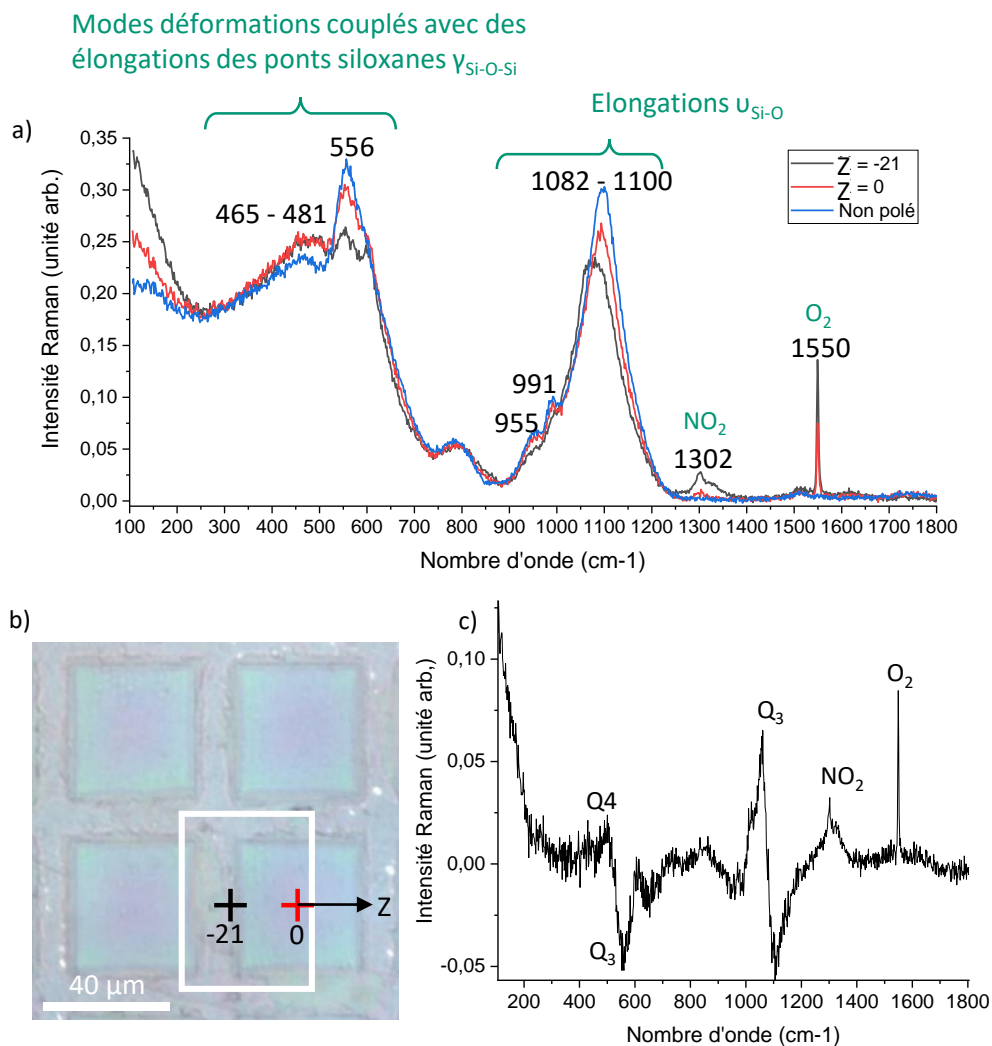 Modes déformations couplés avec des
élongations des ponts siloxanes γSi-O-Si
Elongations υSi-O
a)
0,35
0,30
0,25
0,20
0,15
0,10
0,05
0,00
Intensité Raman (unité arb.)
465 - 481
556
955
991
1082 - 1100
NO2
1302
O2
1550
Z = -21
Z = 0
Non polé
100 200 300 400 500 600 700 800 900 1000 1100 1200 1300 1400 1500 1600 1700 1800
Nombre d'onde (cm-1)
b)
-21
0
Z
40 µm
c)
0,10
0,05
0,00
-0,05
Intensité Raman (unité arb,)
Q4
Q3
Q3
NO2
O2
200 400 600 800 1000 1200 1400 1600 1800
Nombre d'onde (cm-1)